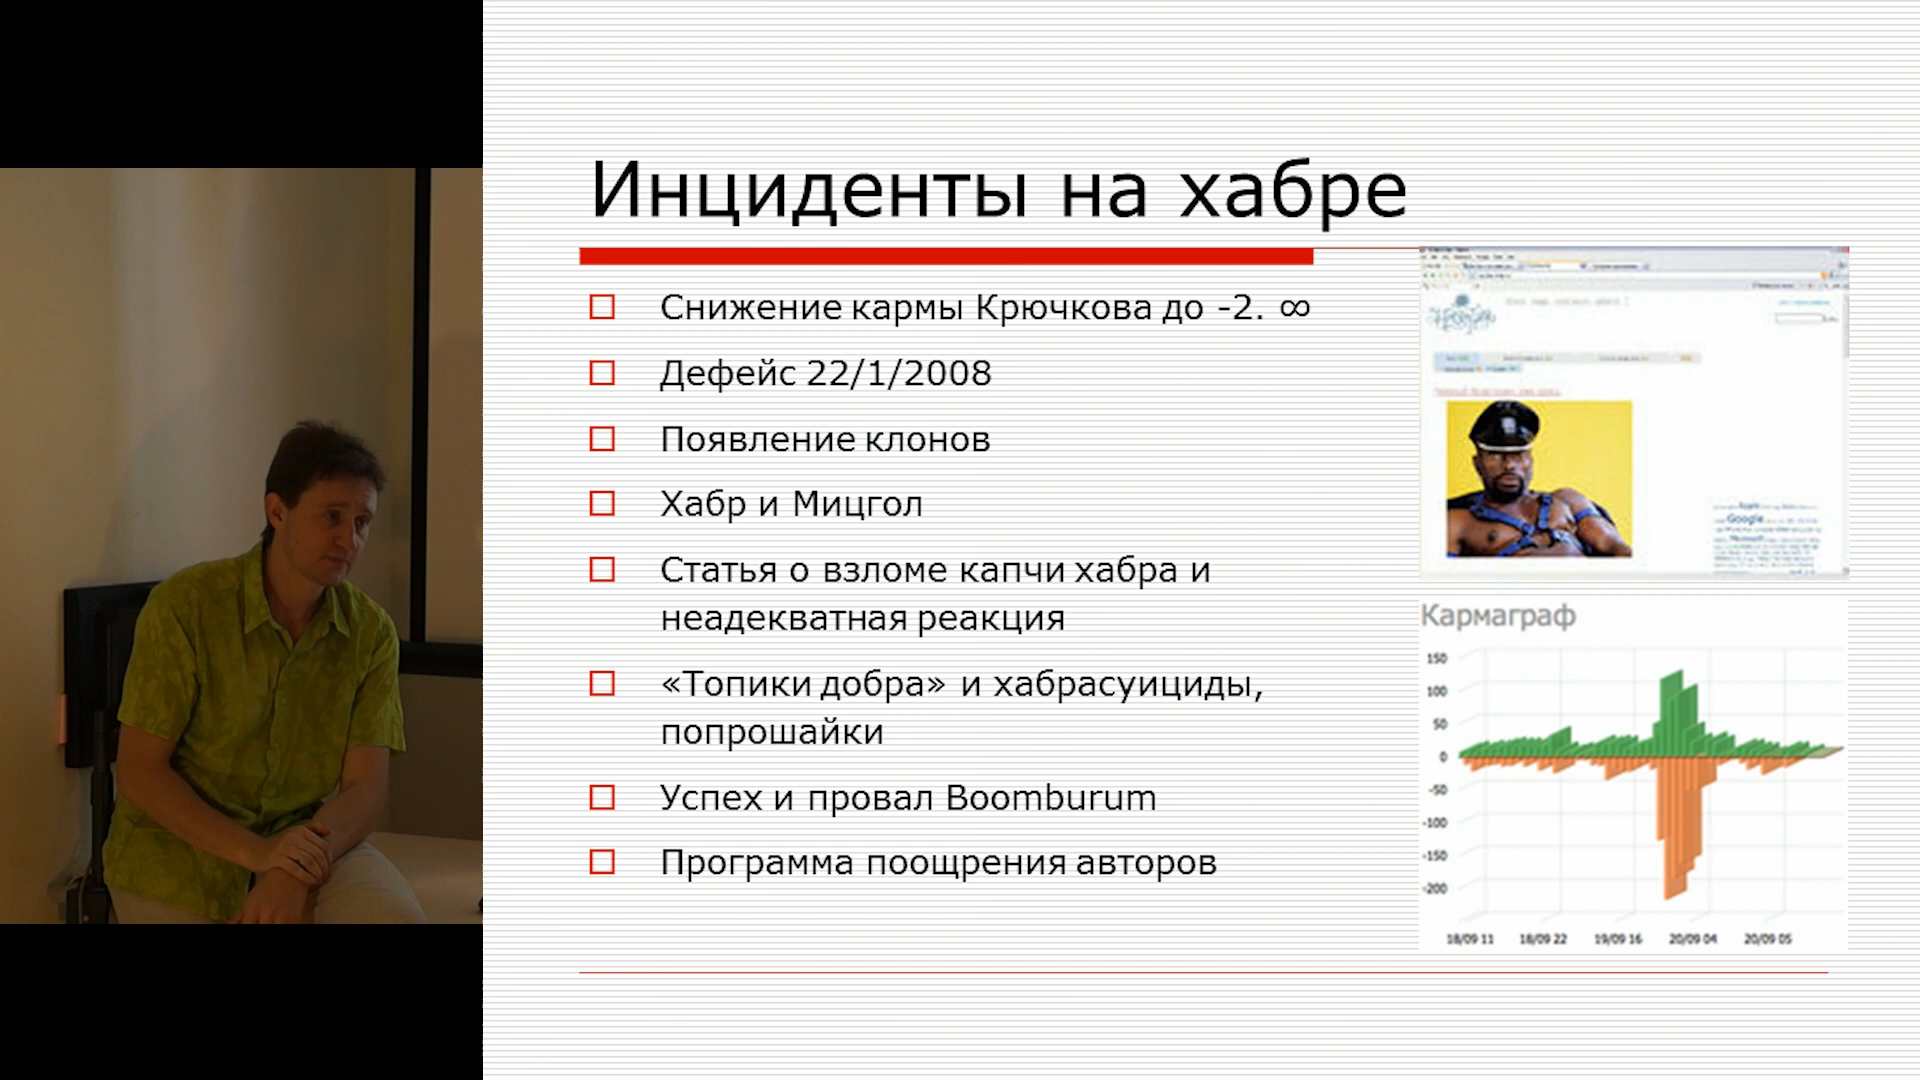 Инциденты на хабре
Снижение кармы Крючкова до -2. ∞
Дефейс 22/1/2008
Появление клонов
Хабр и Мицгол
Статья о взломе капчи хабра и
неадекватная реакция
«Топики добра» и хабрасуициды,
попрошайки
Успех и провал Boomburum
Программа поощрения авторов
Google
Microsoft
Кармаграф
150
100
50
0
-50
-100
-150
-200
18/09 11 18/09 22 19/09 16 20/09 04 20/09 05